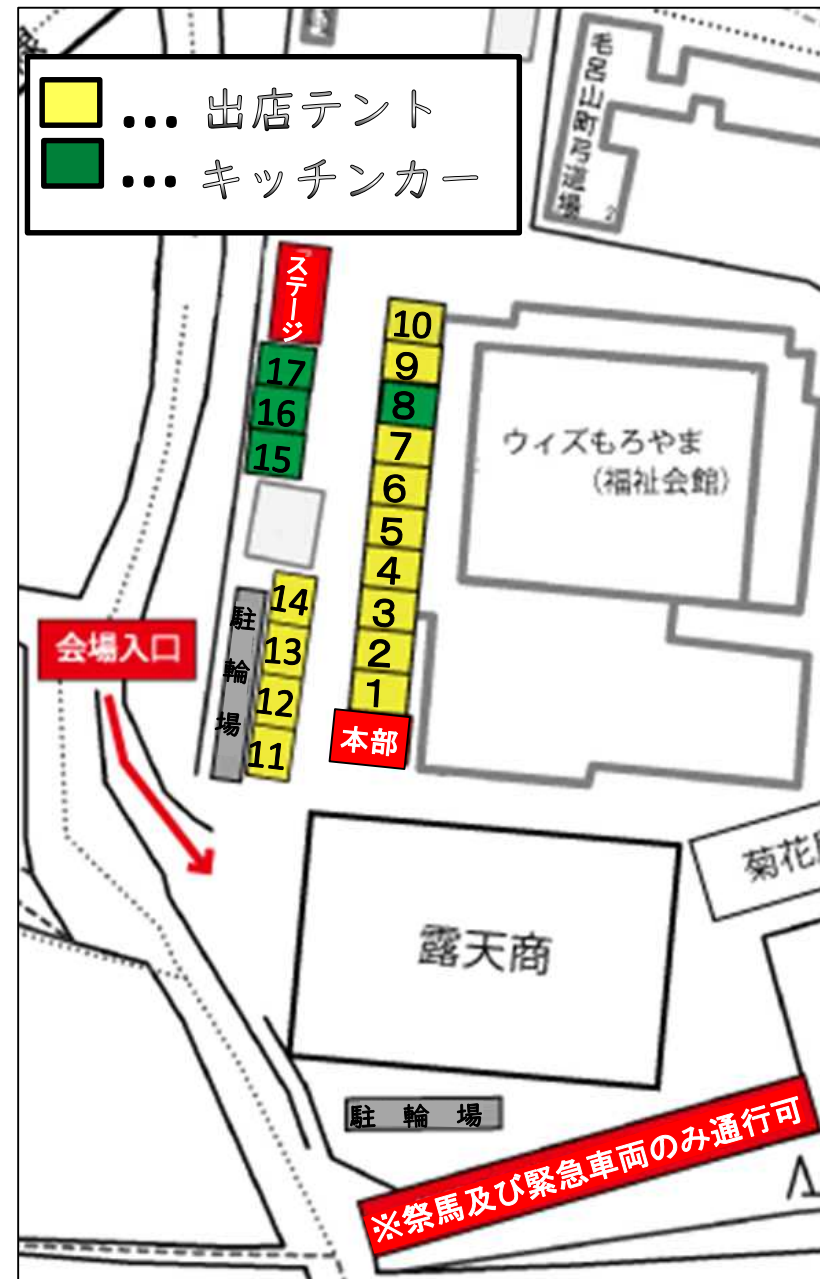 … 出店テント
… キッチンカー
毛呂山町弓道場
2
ステージ
17
16
15
10
9
8
7
6
5
4
3
2
1
本部
ウィズもろやま
(福祉会館)
14
13
12
11
駐輪場
会場入口
露天商
菊花
駐輪場
※祭馬及び緊急車両のみ通行可